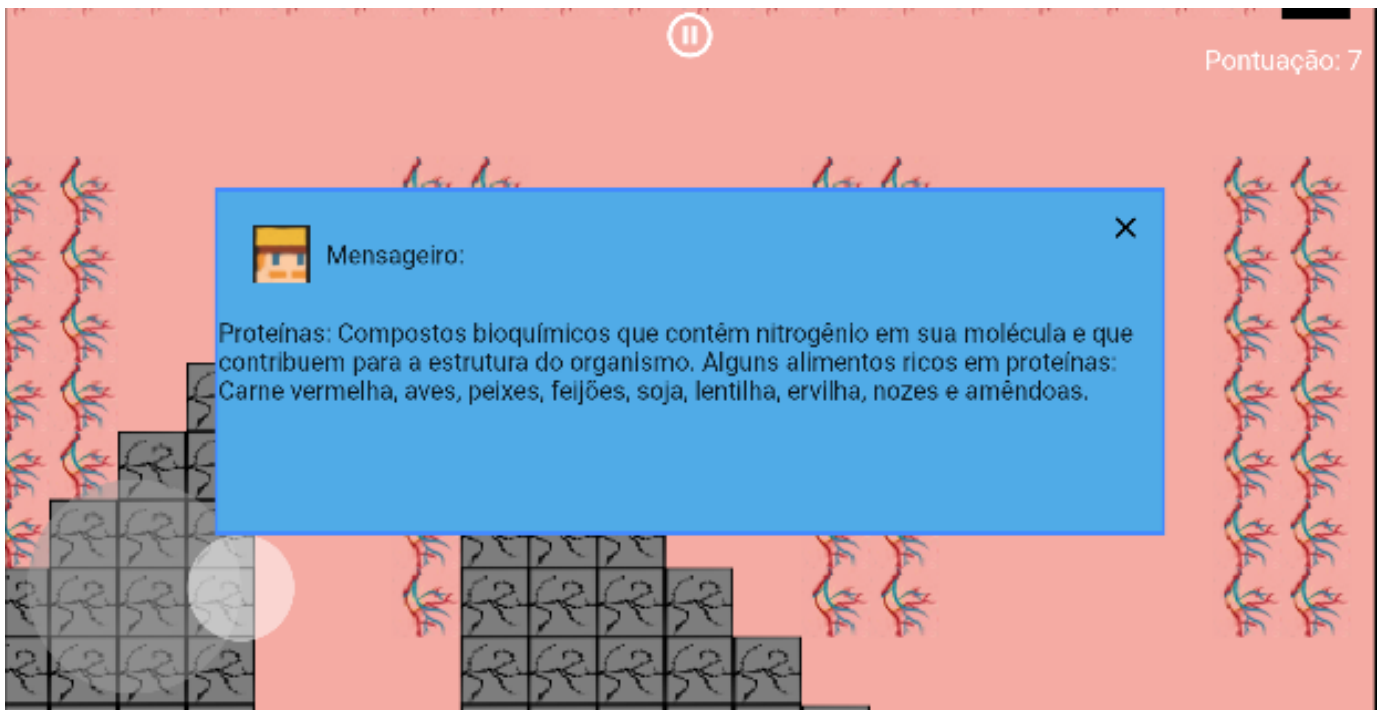 Pontuação: 7
Mensageiro:
Proteínas: Compostos bioquímicos que contêm nitrogênio em sua molécula e que
contribuem para a estrutura do organismo. Alguns alimentos ricos em proteínas:
Carne vermelha, aves, peixes, feijões, soja, lentilha, ervilha, nozes e amêndoas.